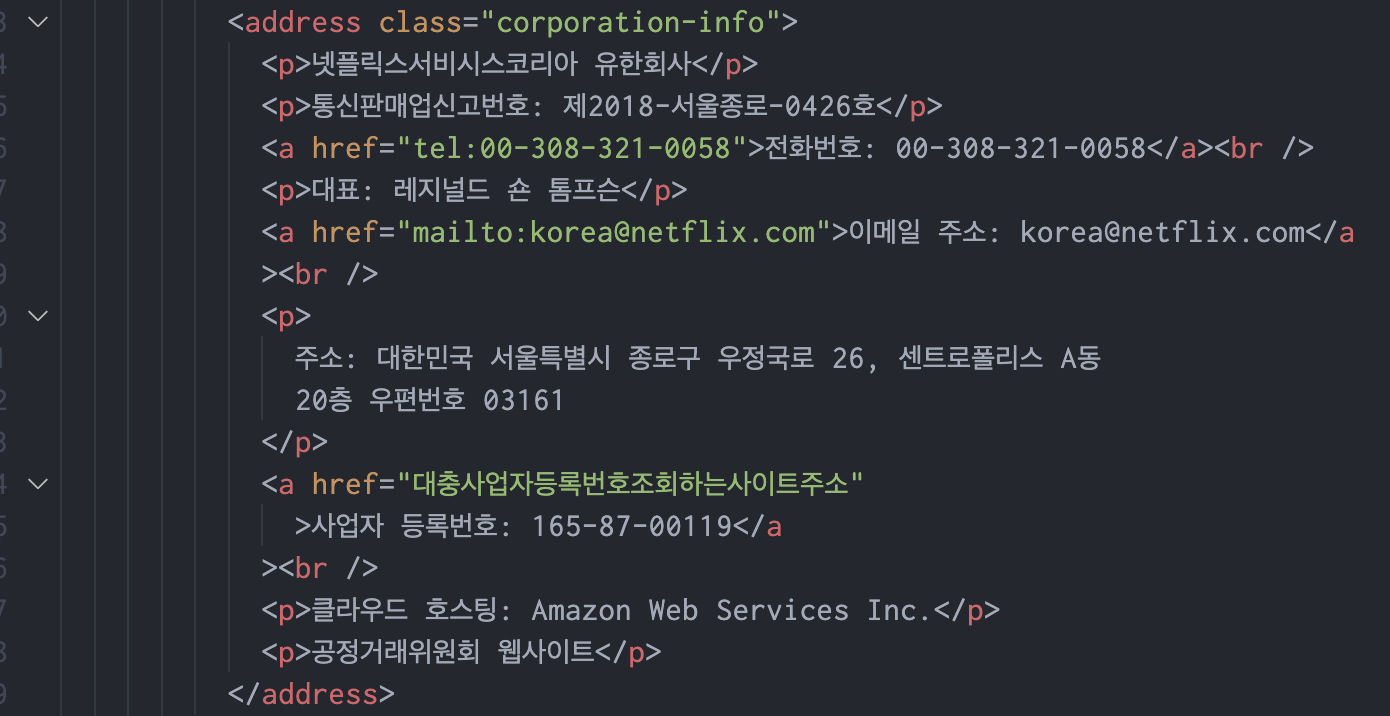 <address class="corporation-info">
<p>넷플릭스서비시스코리아 유한회사</p>
<p>통신판매업신고번호: 제2018-서울종로-0426호</p>
<a href="tel:00-308-321-0058">전화번호: 00-308-321-0058</a><br />
<p>대표: 레지널드 숀 톰프슨</p>
<a href="mailto:korea@netflix.com">이메일 주소: korea@netflix.com</a
><br />
<p>
주소: 대한민국 서울특별시 종로구 우정국로 26, 센트로폴리스 A동
20층 우편번호 03161
</p>
<a href="대충사업자등록번호조회하는사이트주소"
>사업자 등록번호: 165-87-00119</a
><br />
<p>클라우드 호스팅: Amazon Web Services Inc.</p>
<p>공정거래위원회 웹사이트</p>
</address>